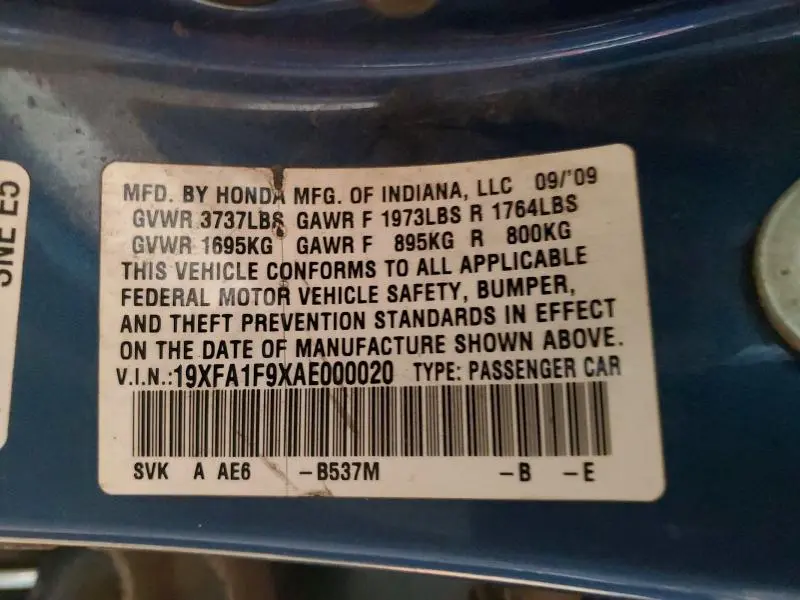 MFD. BY HONDA MFG. OF INDIANA, LLC 09/'09
GVWR 3737LBS GAWR F 1973LBS R 1764LBS
GVWR 1695KG GAWR F 895KG R 800KG
THIS VEHICLE CONFORMS TO ALL APPLICABLE
FEDERAL MOTOR VEHICLE SAFETY, BUMPER,
AND THEFT PREVENTION STANDARDS IN EFFECT
ON THE DATE OF MANUFACTURE SHOWN ABOVE.
V.I.N.:19XFA1F9XAE000020 TYPE: PASSENGER CAR
SVK A AE6 -B537M -B -E